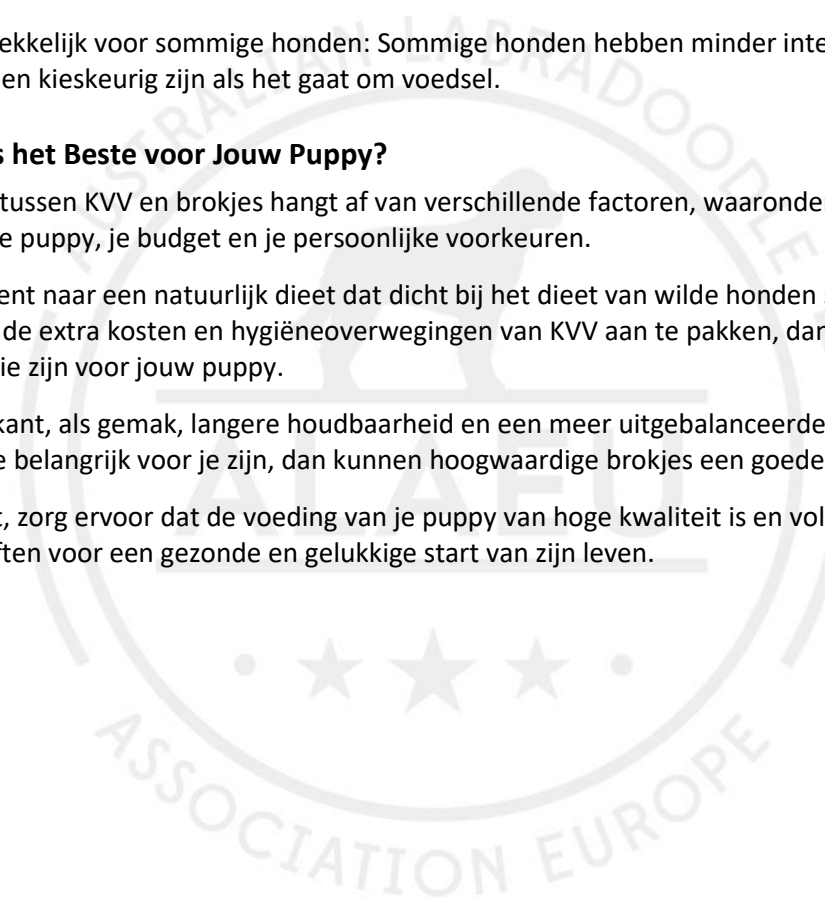 ekkelijk voor sommige honden: Sommige honden hebben minder inte
en kieskeurig zijn als het gaat om voedsel.
s het Beste voor Jouw Puppy?
tussen KVV en brokjes hangt af van verschillende factoren, waaronde
e puppy, je budget en je persoonlijke voorkeuren.
ent naar een natuurlijk dieet dat dicht bij het dieet van wilde honden s
de extra kosten en hygiëneoverwegingen van KVV aan te pakken, dan
ie zijn voor jouw puppy.
kant, als gemak, langere houdbaarheid en een meer uitgebalanceerde
e belangrijk voor je zijn, dan kunnen hoogwaardige brokjes een goede
t, zorg ervoor dat de voeding van je puppy van hoge kwaliteit is en vol
ften voor een gezonde en gelukkige start van zijn leven.
AUSTRALIAN LABRADOODLE
ALAEU
ASSOCIATION EUROPE